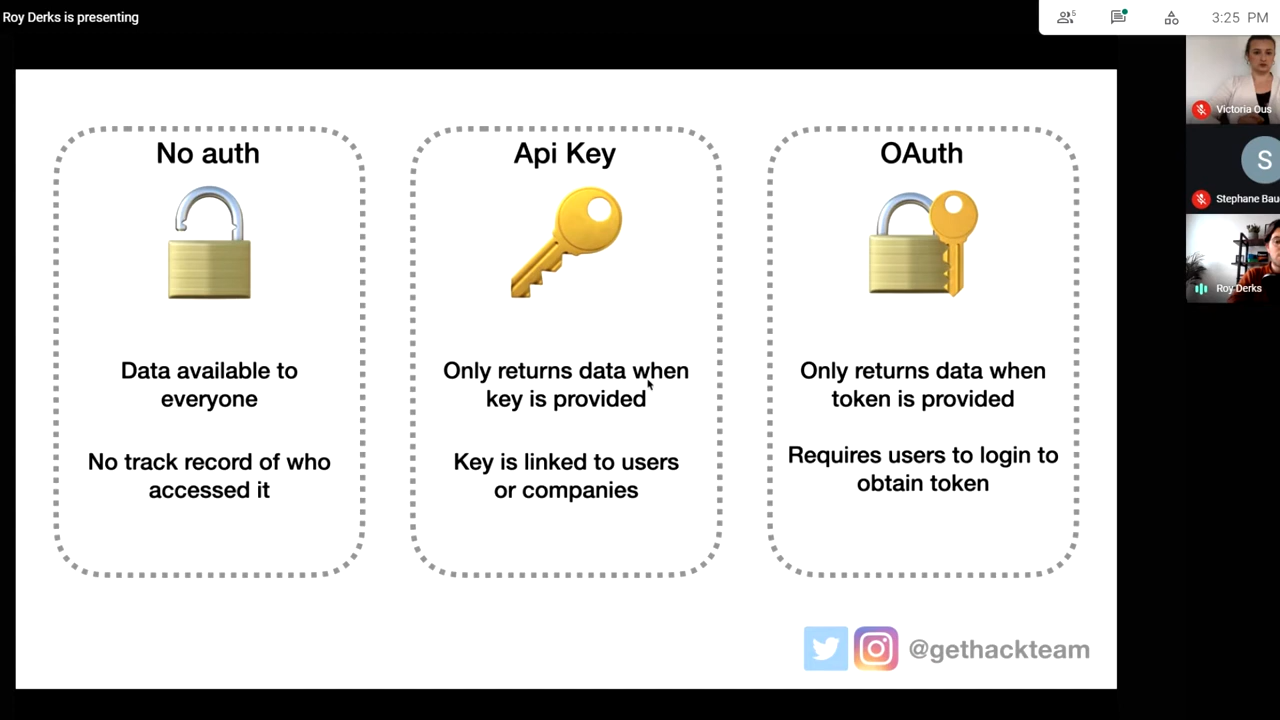 Roy Derks is presenting
5
3:25 PM
Victoria Ous
S
Stephane Bau
Roy Derks
No auth
Data available to
everyone
No track record of who
accessed it
Api Key
Only returns data when
key is provided
Key is linked to users
or companies
OAuth
Only returns data when
token is provided
Requires users to login to
obtain token
@gethackteam